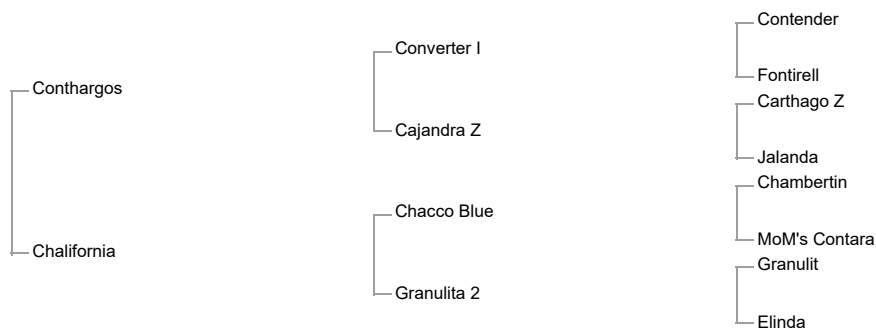 Contender
Converter I
Fontirell
Conthargos
Carthago Z
Cajandra Z
Jalanda
Chambertin
Chacco Blue
MoM's Contara
Chalifornia
Granulit
Granulita 2
Elinda